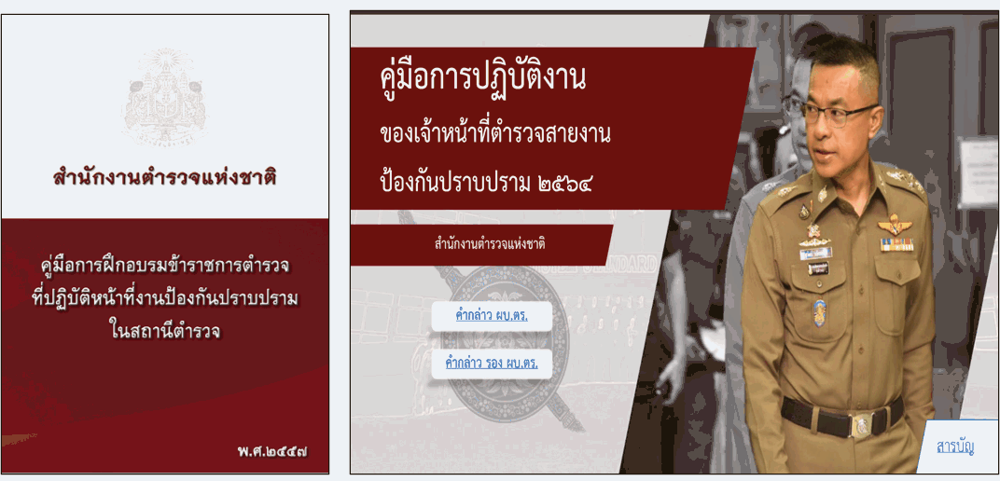 สำนักงานตำรวจแห่งชาติ
คู่มือการฝึกอบรมข้าราชการตำรวจ
ที่ปฏิบัติหน้าที่งานป้องกันปราบปราม
ในสถานีตำรวจ
พ.ศ.๒๕๕๗
คู่มือการปฏิบัติงาน
ของเจ้าหน้าที่ตำรวจสายงาน
ป้องกันปราบปราม ๒๕๖๔
สำนักงานตำรวจแห่งชาติ
คำกล่าว ผบ.ตร.
คำกล่าว รอง ผบ.ตร.
สารบัญ